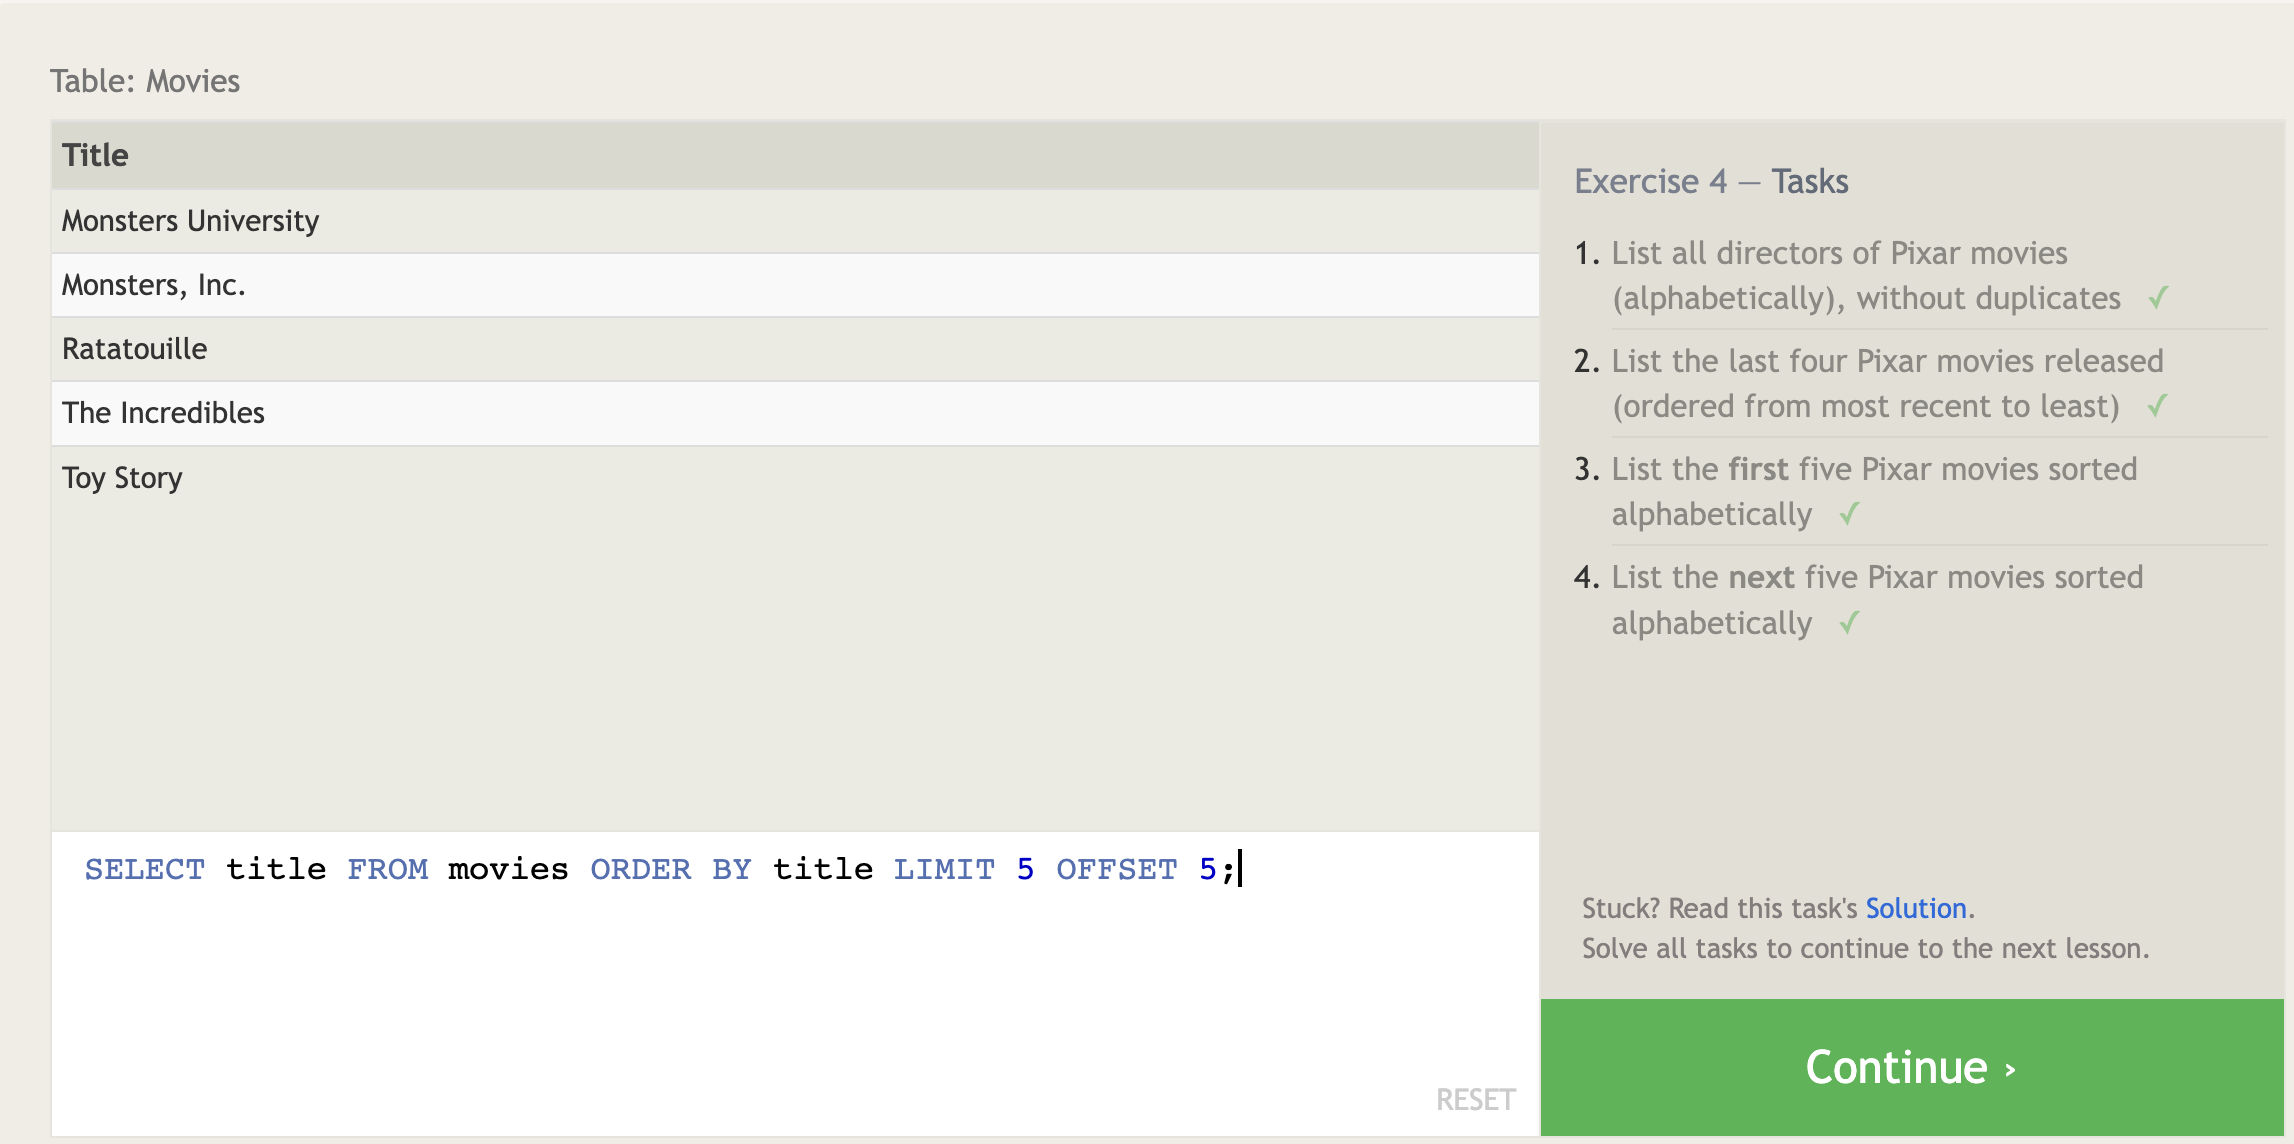 Table: Movies
Title
Monsters University
Monsters, Inc.
Ratatouille
The Incredibles
Toy Story
SELECT title FROM movies ORDER BY title LIMIT 5 OFFSET 5;
RESET
Exercise 4 — Tasks
1. List all directors of Pixar movies
(alphabetically), without duplicates ✓
2. List the last four Pixar movies released
(ordered from most recent to least) ✓
3. List the first five Pixar movies sorted
alphabetically ✓
4. List the next five Pixar movies sorted
alphabetically ✓
Stuck? Read this task's Solution.
Solve all tasks to continue to the next lesson.
Continue ›